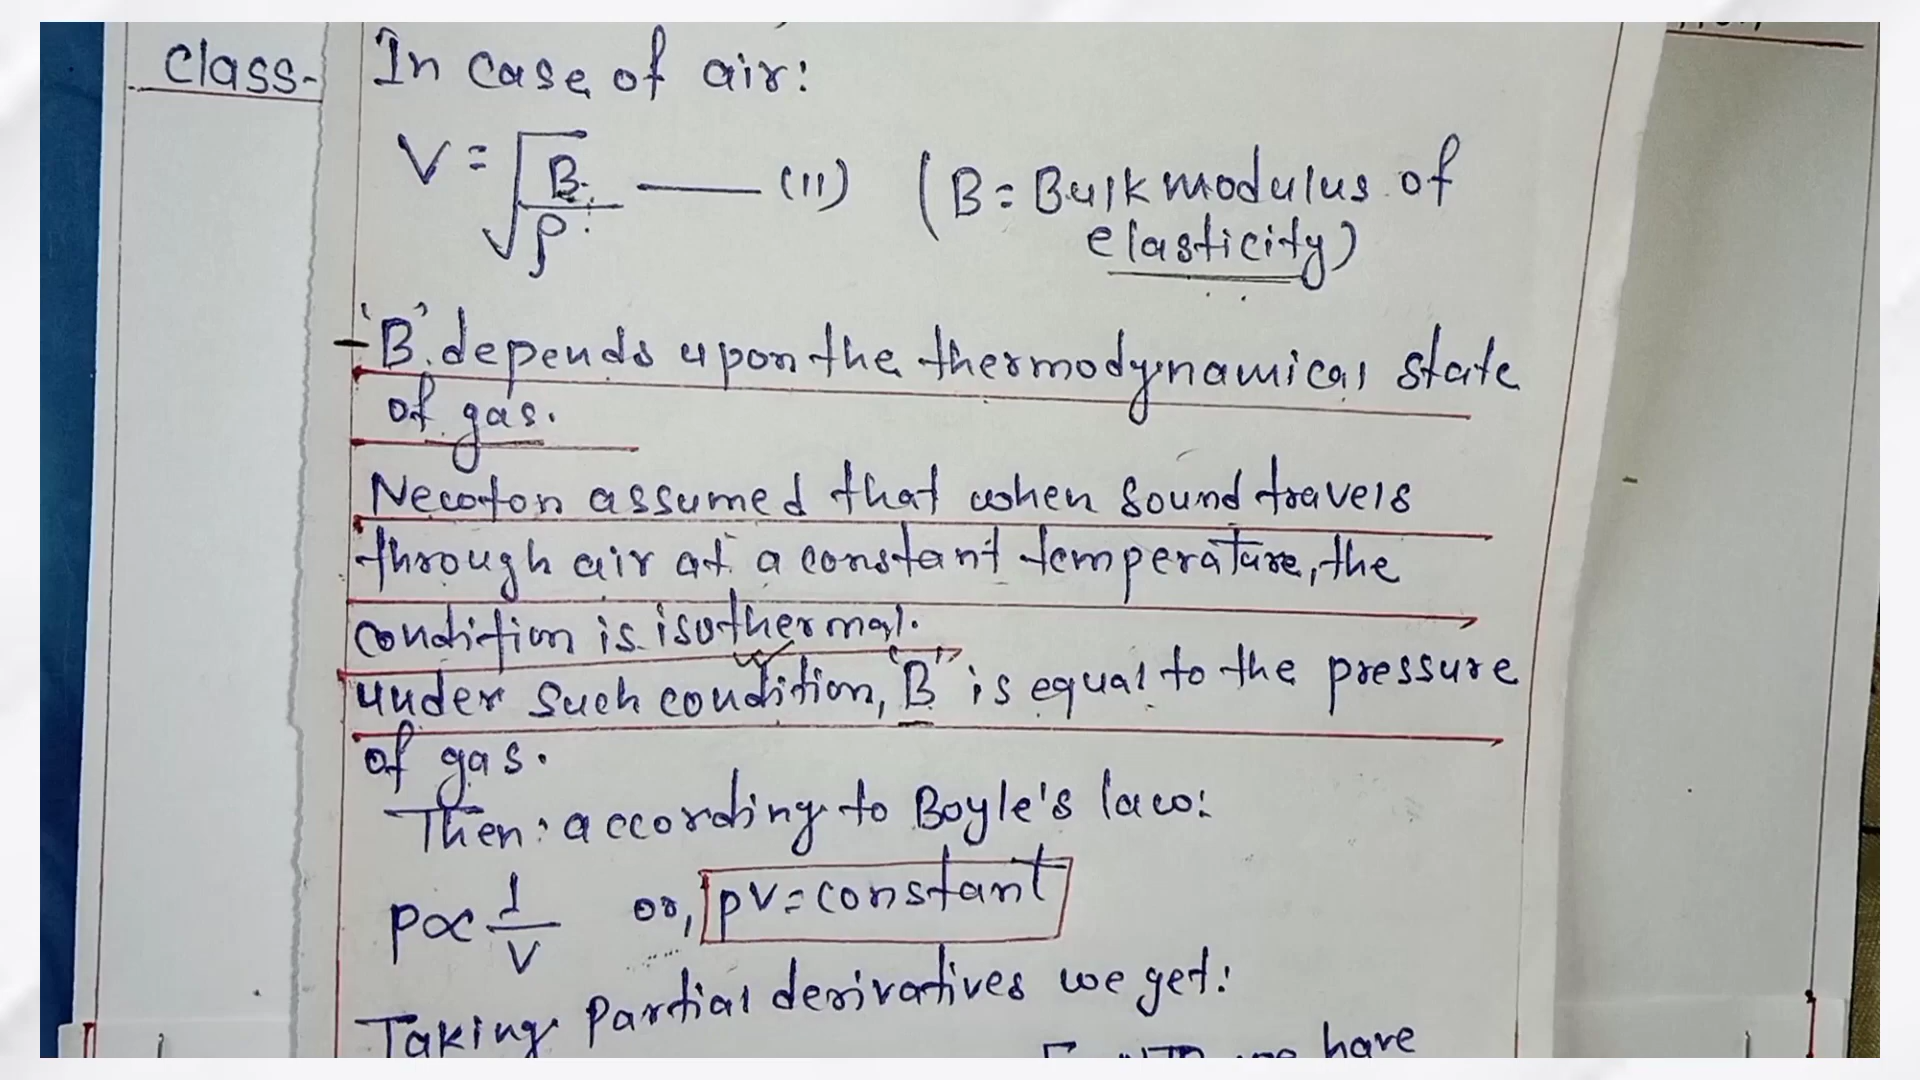 class-
In case of air:
V = √B/ρ —— (11) (B = Bulk modulus of
elasticity)
- 'B' depends upon the thermodynamical state
of gas.
Newton assumed that when sound travels
through air at a constant temperature, the
condition is isothermal.
under such condition, 'B' is equal to the pressure
of gas.
Then: according to Boyle's law:
p ∝ 1/V or, pv = constant
Taking partial derivatives we get:
we have